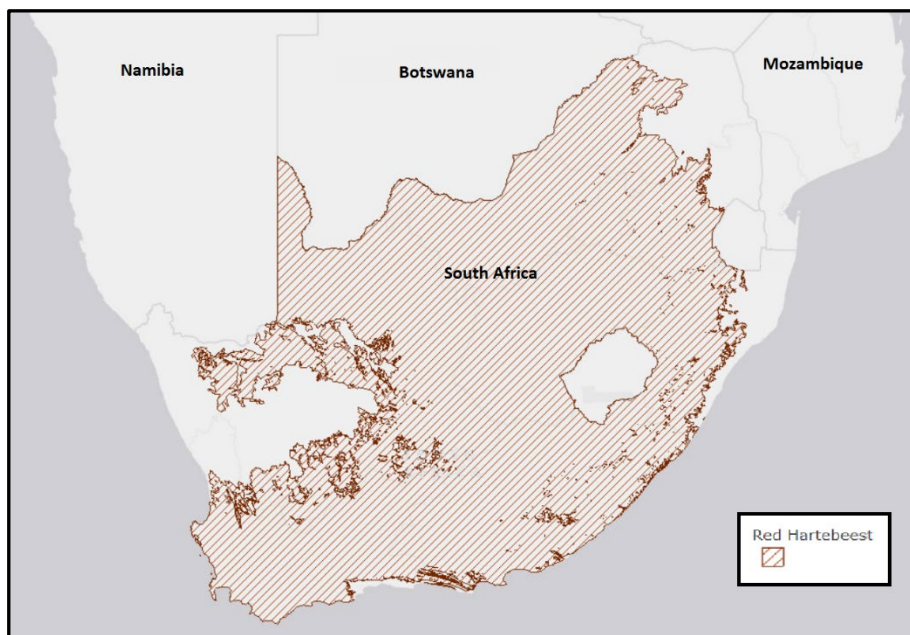 Namibia
Botswana
Mozambique
South Africa
Red Hartebeest